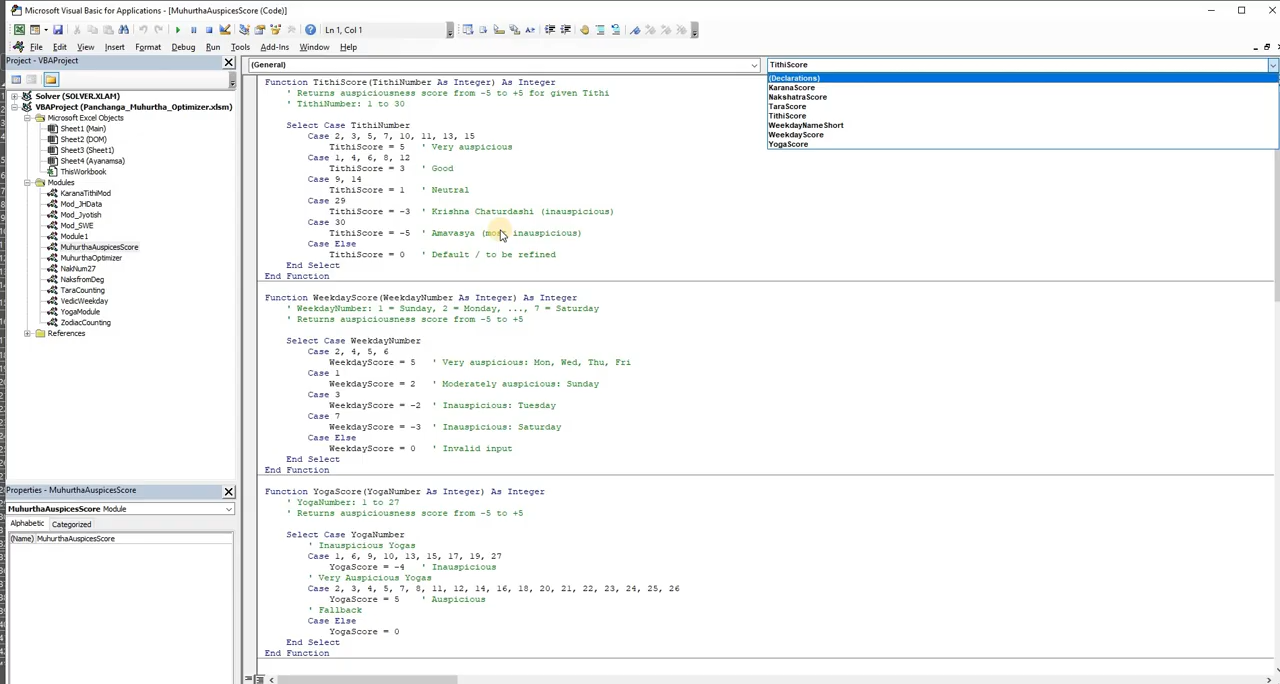 Microsoft Visual Basic for Applications - [MuhurthaAuspicesScore (Code)]
Ln 1, Col 1
File Edit View Insert Format Debug Run Tools Add-Ins Window Help
Project - VBAProject
Solver (SOLVER.XLAM)
VBAProject (Panchanga_Muhurtha_Optimizer.xlsm)
Microsoft Excel Objects
Sheet1 (Main)
Sheet2 (DOM)
Sheet3 (Sheet1)
Sheet4 (Ayanamsa)
ThisWorkbook
Modules
KaranaTithiMod
Mod_JHData
Mod_Jyotish
Mod_SWE
Module1
MuhurthaAuspicesScore
MuhurthaOptimizer
NakNum27
NaksfromDeg
TaraCounting
VedicWeekday
YogaModule
ZodiacCounting
References
Properties - MuhurthaAuspicesScore
MuhurthaAuspicesScore Module
Alphabetic Categorized
(Name) MuhurthaAuspicesScore
(General)
TithiScore
(Declarations)
KaranaScore
NakshatraScore
TaraScore
TithiScore
WeekdayNameShort
WeekdayScore
YogaScore
Function TithiScore(TithiNumber As Integer) As Integer
' Returns auspiciousness score from -5 to +5 for given Tithi
' TithiNumber: 1 to 30
Select Case TithiNumber
Case 2, 3, 5, 7, 10, 11, 13, 15
TithiScore = 5 ' Very auspicious
Case 1, 4, 6, 8, 12
TithiScore = 3 ' Good
Case 9, 14
TithiScore = 1 ' Neutral
Case 29
TithiScore = -3 ' Krishna Chaturdashi (inauspicious)
Case 30
TithiScore = -5 ' Amavasya (most inauspicious)
Case Else
TithiScore = 0 ' Default / to be refined
End Select
End Function
Function WeekdayScore(WeekdayNumber As Integer) As Integer
' WeekdayNumber: 1 = Sunday, 2 = Monday, ..., 7 = Saturday
' Returns auspiciousness score from -5 to +5
Select Case WeekdayNumber
Case 2, 4, 5, 6
WeekdayScore = 5 ' Very auspicious: Mon, Wed, Thu, Fri
Case 1
WeekdayScore = 2 ' Moderately auspicious: Sunday
Case 3
WeekdayScore = -2 ' Inauspicious: Tuesday
Case 7
WeekdayScore = -3 ' Inauspicious: Saturday
Case Else
WeekdayScore = 0 ' Invalid input
End Select
End Function
Function YogaScore(YogaNumber As Integer) As Integer
' YogaNumber: 1 to 27
' Returns auspiciousness score from -5 to +5
Select Case YogaNumber
' Inauspicious Yogas
Case 1, 6, 9, 10, 13, 15, 17, 19, 27
YogaScore = -4 ' Inauspicious
' Very Auspicious Yogas
Case 2, 3, 4, 5, 7, 8, 11, 12, 14, 16, 18, 20, 21, 22, 23, 24, 25, 26
YogaScore = 5 ' Auspicious
' Fallback
Case Else
YogaScore = 0
End Select
End Function